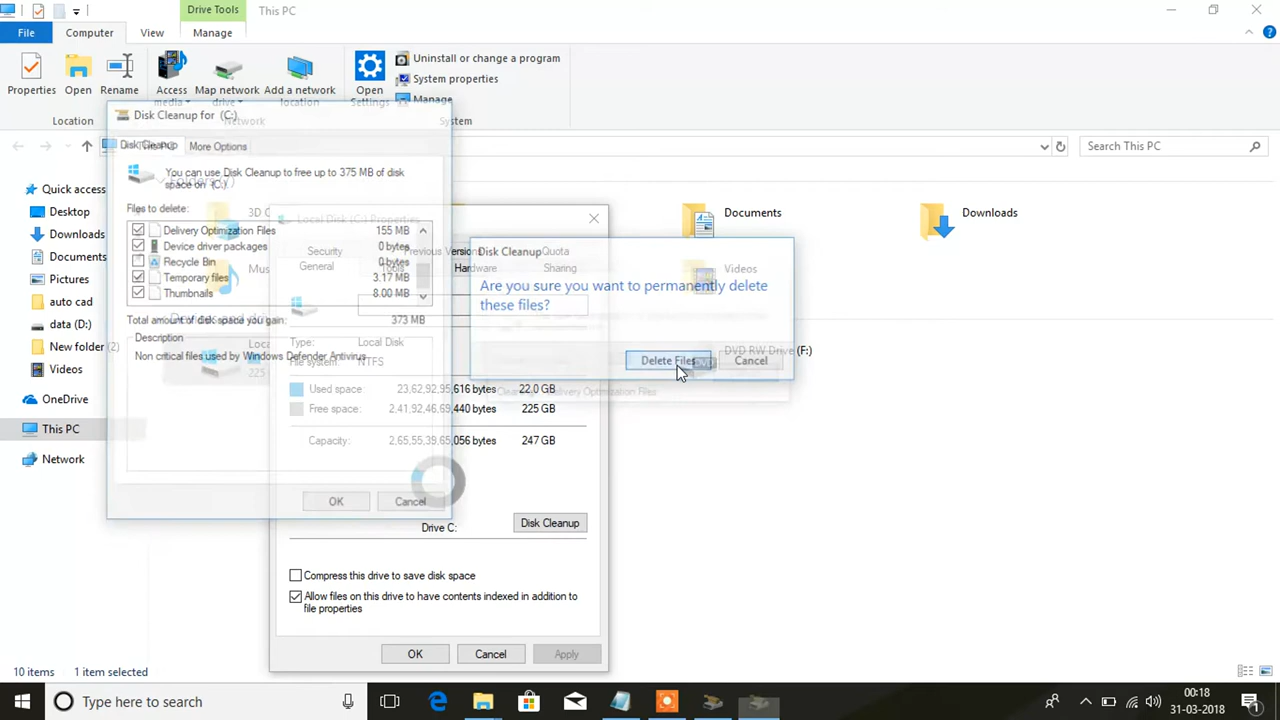 Drive Tools
This PC
File
Computer
View
Manage
Properties
Open
Rename
Access media
Map network drive
Add a network location
Open Settings
Uninstall or change a program
System properties
Manage
Location
Network
System
This PC
Search This PC
Quick access
Desktop
Downloads
Documents
Pictures
auto cad
data (D:)
New folder (2)
Videos
OneDrive
This PC
Network
Documents
Downloads
Videos
DVD RW Drive (F:)
Disk Cleanup for (C:)
Disk Cleanup
More Options
You can use Disk Cleanup to free up to 375 MB of disk
space on (C:).
Files to delete:
Delivery Optimization Files 155 MB
Device driver packages 0 bytes
Recycle Bin 0 bytes
Temporary files 3.17 MB
Thumbnails 8.00 MB
Total amount of disk space you gain: 373 MB
Description
Non critical files used by Windows Defender Antivirus
OK
Cancel
Local Disk (C:) Properties
Security
Previous Versions
Quota
General
Tools
Hardware
Sharing
Type: Local Disk
File system: NTFS
Used space: 23,62,92,95,616 bytes 22.0 GB
Free space: 2,41,92,46,69,440 bytes 225 GB
Capacity: 2,65,55,39,65,056 bytes 247 GB
Drive C:
Disk Cleanup
Compress this drive to save disk space
Allow files on this drive to have contents indexed in addition to
file properties
OK
Cancel
Apply
Disk Cleanup
Are you sure you want to permanently delete
these files?
Delete Files
Cancel
Cleaning: Delivery Optimization Files
10 items
1 item selected
Type here to search
00:18
31-03-2018
1